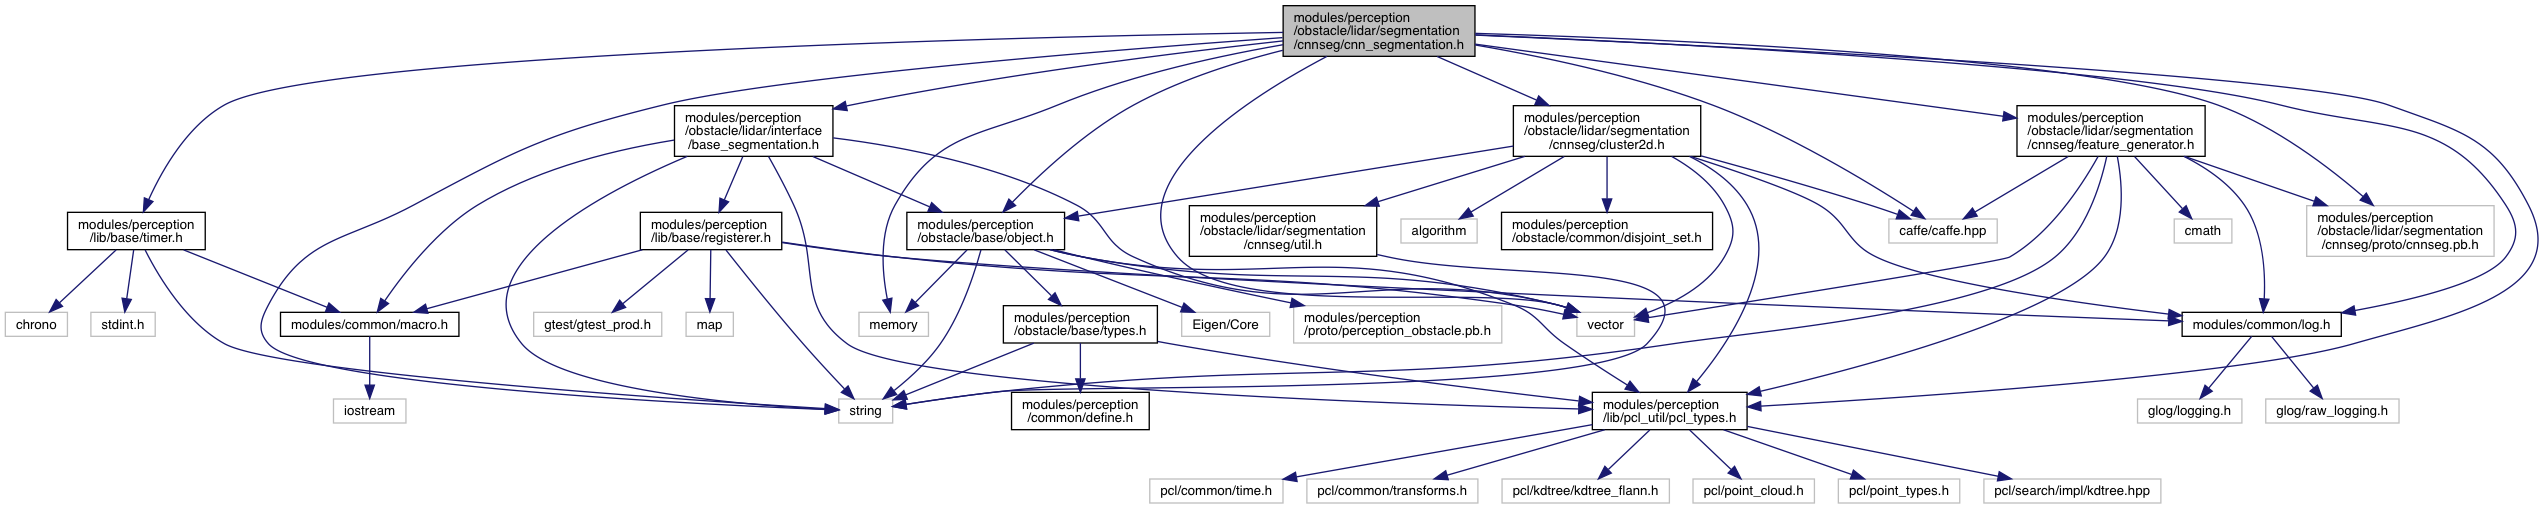 modules/perception
/obstacle/lidar/segmentation
/cnnseg/cnn_segmentation.h
modules/perception
/obstacle/lidar/interface
/base_segmentation.h
modules/perception
/obstacle/lidar/segmentation
/cnnseg/cluster2d.h
modules/perception
/obstacle/lidar/segmentation
/cnnseg/feature_generator.h
modules/perception
/lib/base/timer.h
modules/perception
/lib/base/registerer.h
modules/perception
/obstacle/base/object.h
modules/perception
/obstacle/lidar/segmentation
/cnnseg/util.h
algorithm
modules/perception
/obstacle/common/disjoint_set.h
caffe/caffe.hpp
cmath
modules/perception
/obstacle/lidar/segmentation
/cnnseg/proto/cnnseg.pb.h
chrono
stdint.h
modules/common/macro.h
gtest/gtest_prod.h
map
memory
modules/perception
/obstacle/base/types.h
Eigen/Core
modules/perception
/proto/perception_obstacle.pb.h
vector
modules/common/log.h
iostream
string
modules/perception
/common/define.h
modules/perception
/lib/pcl_util/pcl_types.h
glog/logging.h
glog/raw_logging.h
pcl/common/time.h
pcl/common/transforms.h
pcl/kdtree/kdtree_flann.h
pcl/point_cloud.h
pcl/point_types.h
pcl/search/impl/kdtree.hpp